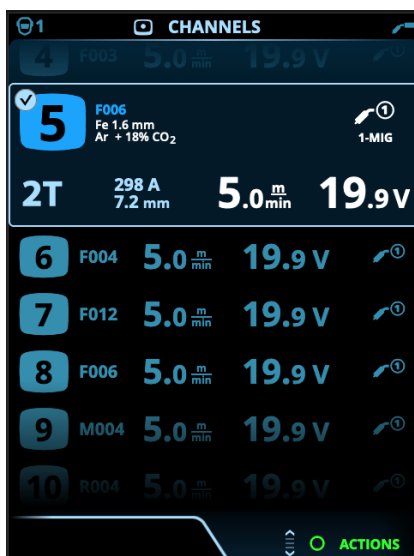 1 CHANNELS
4 F003 5.0 m/min 19.9 V 1
5 F006 1
Fe 1.6 mm
Ar + 18% CO2
1-MIG
2T 298 A 5.0 m/min 19.9 V
7.2 mm
6 F004 5.0 m/min 19.9 V 1
7 F012 5.0 m/min 19.9 V 1
8 F006 5.0 m/min 19.9 V 1
9 M004 5.0 m/min 19.9 V 1
10 R004 5.0 m/min 19.9 V 1
ACTIONS